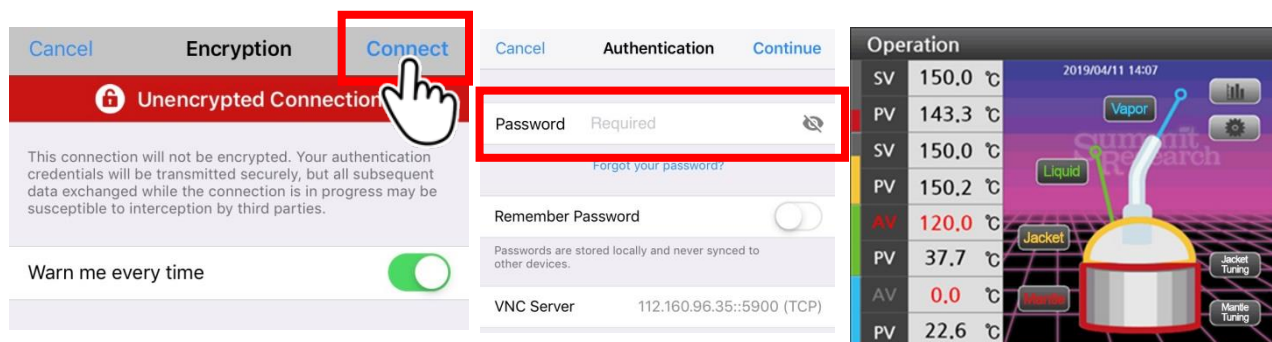 Cancel Encryption Connect
Unencrypted Connection
This connection will not be encrypted. Your authentication
credentials will be transmitted securely, but all subsequent
data exchanged while the connection is in progress may be
susceptible to interception by third parties.
Warn me every time
Cancel Authentication Continue
Password Required
Forgot your password?
Remember Password
Passwords are stored locally and never synced to
other devices.
VNC Server 112.160.96.35::5900 (TCP)
Operation
2019/04/11 14:07
SV 150.0 ℃
PV 143.3 ℃
SV 150.0 ℃
PV 150.2 ℃
AV 120.0 ℃
PV 37.7 ℃
AV 0.0 ℃
PV 22.6 ℃
Vapor
Summit
Research
Liquid
Jacket
Mantle
Jacket
Tuning
Mantle
Tuning